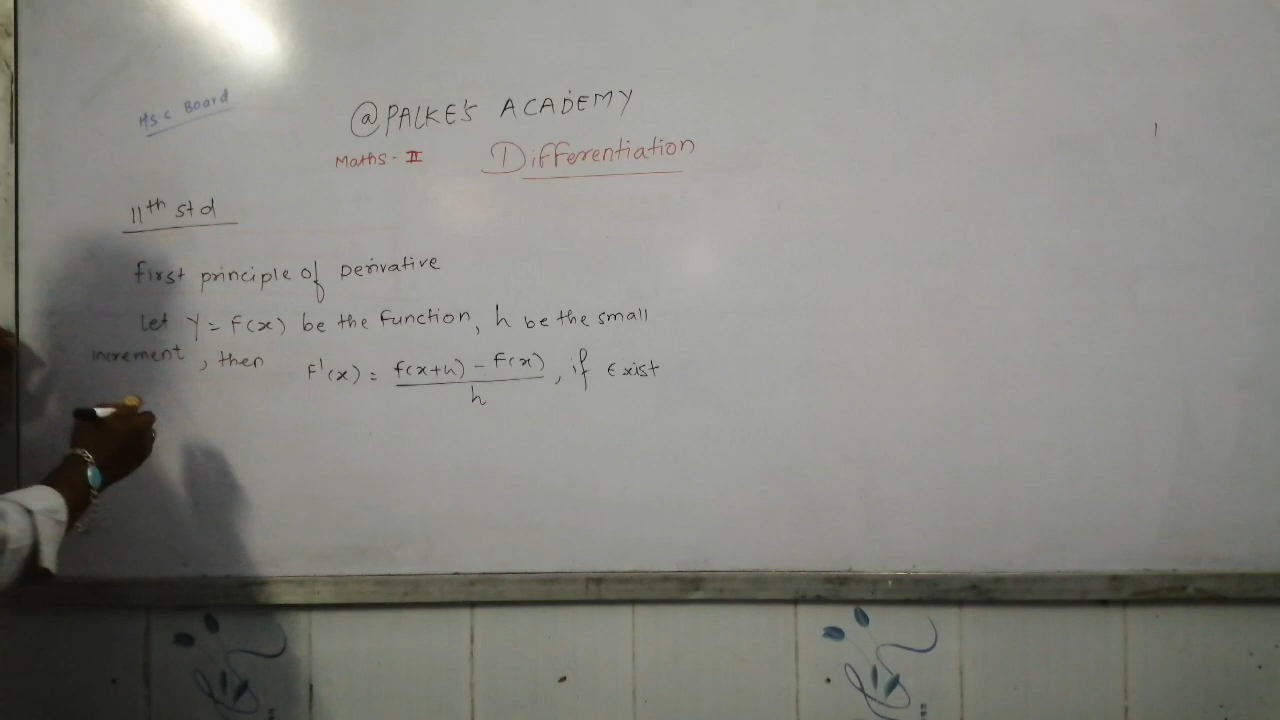 HSC Board
@PALKE'S ACADEMY
Maths - II Differentiation
11th std
First principle of Derivative
Let Y = F(x) be the function, h be the small
increment, then F'(x) = f(x+h) - F(x) / h, if Exist